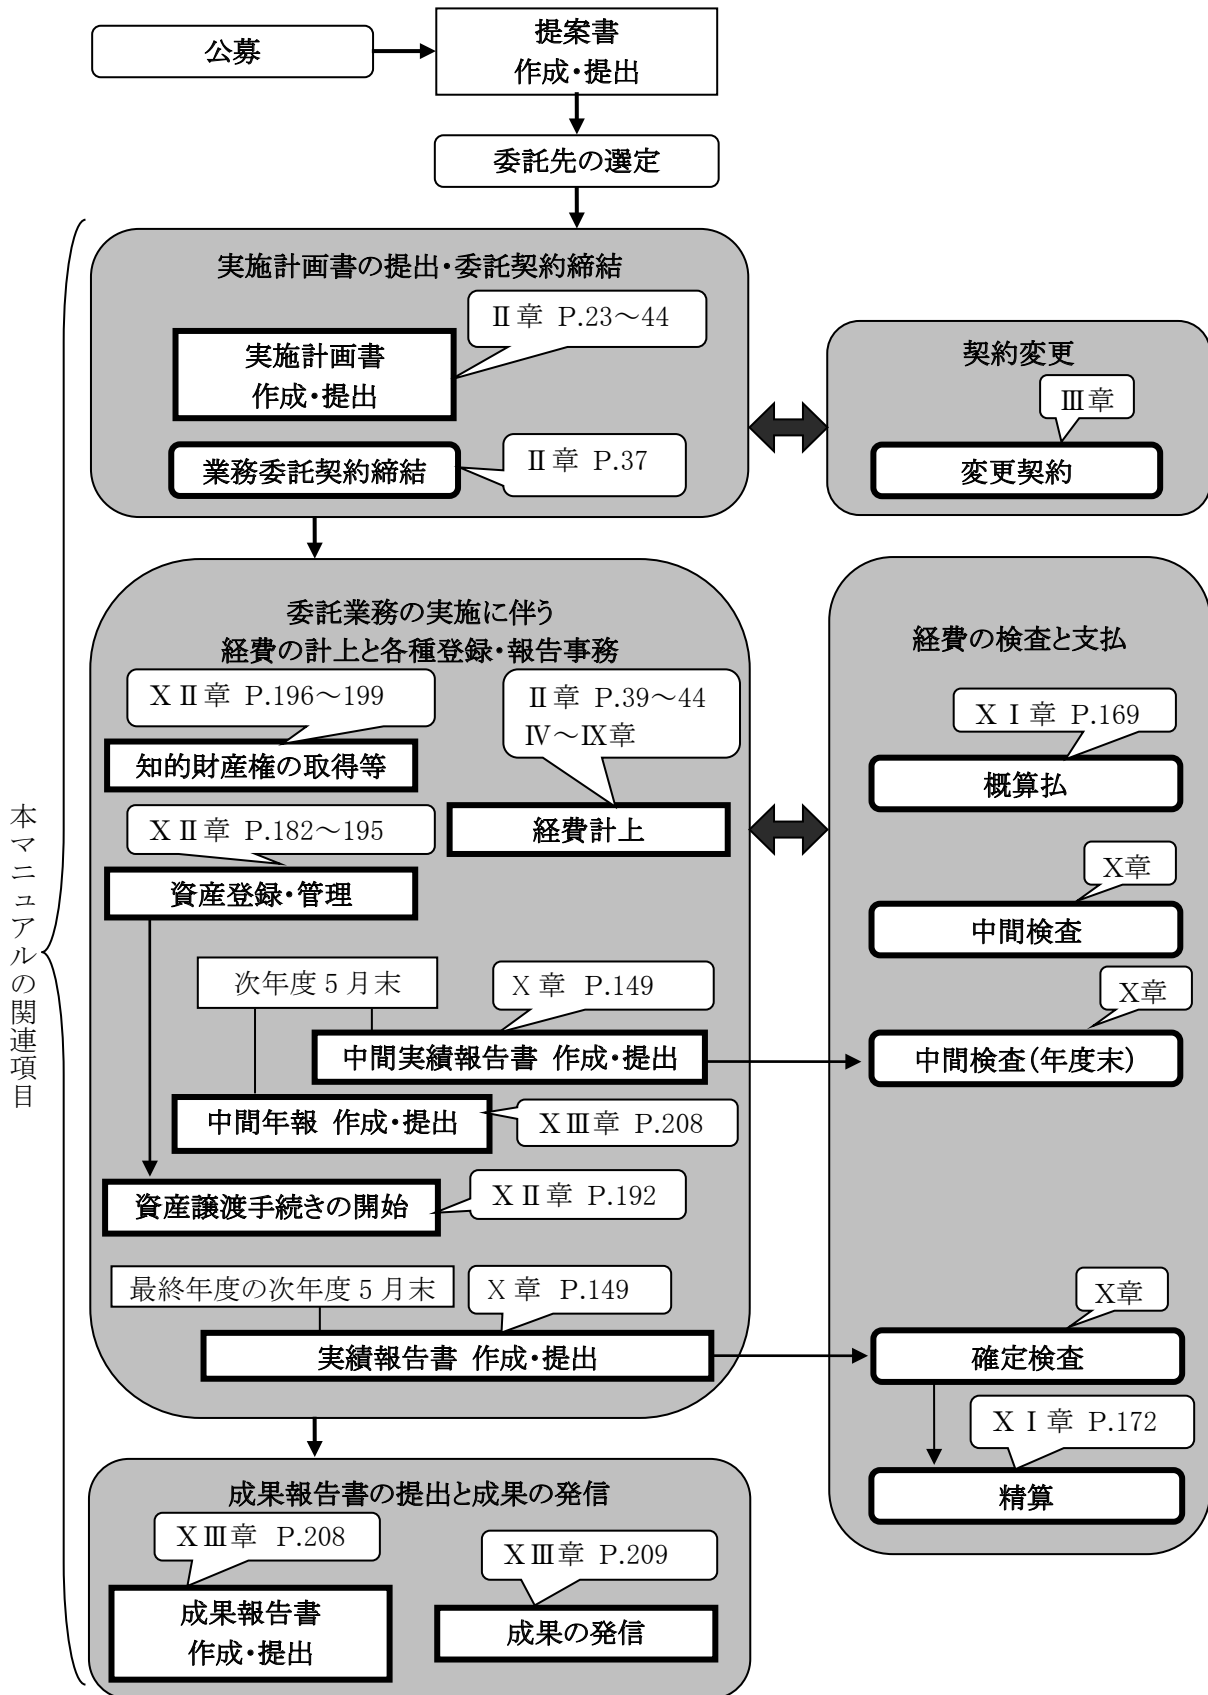 公募
提案書
作成・提出
委託先の選定
実施計画書の提出・委託契約締結
Ⅱ章 P.23～44
実施計画書
作成・提出
業務委託契約締結
Ⅱ章 P.37
契約変更
Ⅲ章
変更契約
本マニュアルの関連項目
委託業務の実施に伴う
経費の計上と各種登録・報告事務
ⅩⅡ章 P.196～199
知的財産権の取得等
Ⅱ章 P.39～44
Ⅳ～Ⅸ章
経費計上
ⅩⅡ章 P.182～195
資産登録・管理
次年度5月末
Ⅹ章 P.149
中間実績報告書 作成・提出
中間年報 作成・提出
ⅩⅢ章 P.208
資産譲渡手続きの開始
ⅩⅡ章 P.192
最終年度の次年度5月末
Ⅹ章 P.149
実績報告書 作成・提出
経費の検査と支払
ⅩⅠ章 P.169
概算払
Ⅹ章
中間検査
Ⅹ章
中間検査（年度末）
Ⅹ章
確定検査
ⅩⅠ章 P.172
精算
成果報告書の提出と成果の発信
ⅩⅢ章 P.208
成果報告書
作成・提出
ⅩⅢ章 P.209
成果の発信